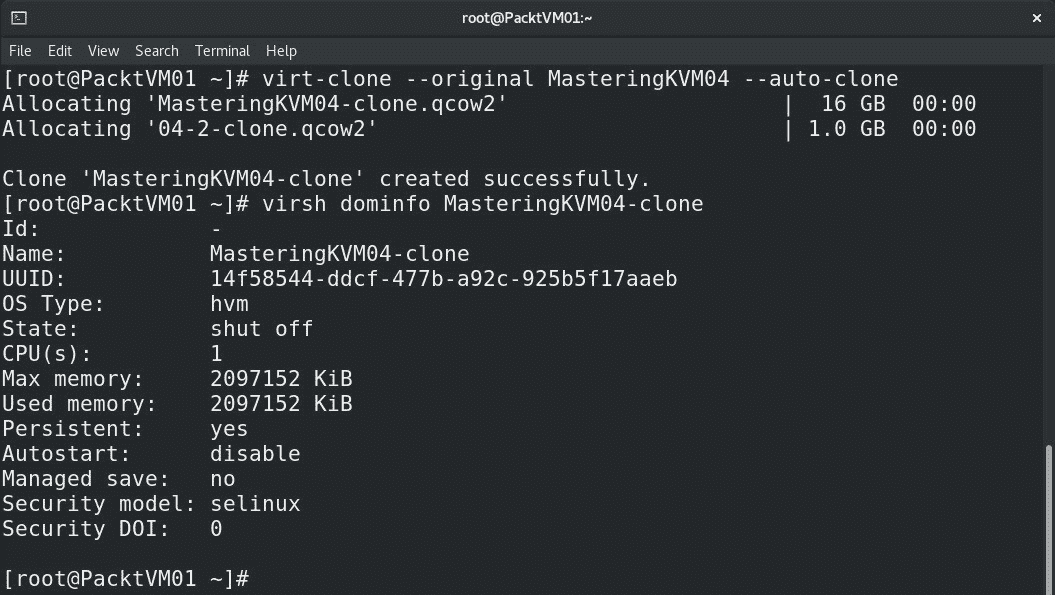 root@PacktVM01:~
×
File Edit View Search Terminal Help
[root@PacktVM01 ~]# virt-clone --original MasteringKVM04 --auto-clone
Allocating 'MasteringKVM04-clone.qcow2' | 16 GB 00:00
Allocating '04-2-clone.qcow2' | 1.0 GB 00:00
Clone 'MasteringKVM04-clone' created successfully.
[root@PacktVM01 ~]# virsh dominfo MasteringKVM04-clone
Id: -
Name: MasteringKVM04-clone
UUID: 14f58544-ddcf-477b-a92c-925b5f17aaeb
OS Type: hvm
State: shut off
CPU(s): 1
Max memory: 2097152 KiB
Used memory: 2097152 KiB
Persistent: yes
Autostart: disable
Managed save: no
Security model: selinux
Security DOI: 0
[root@PacktVM01 ~]#